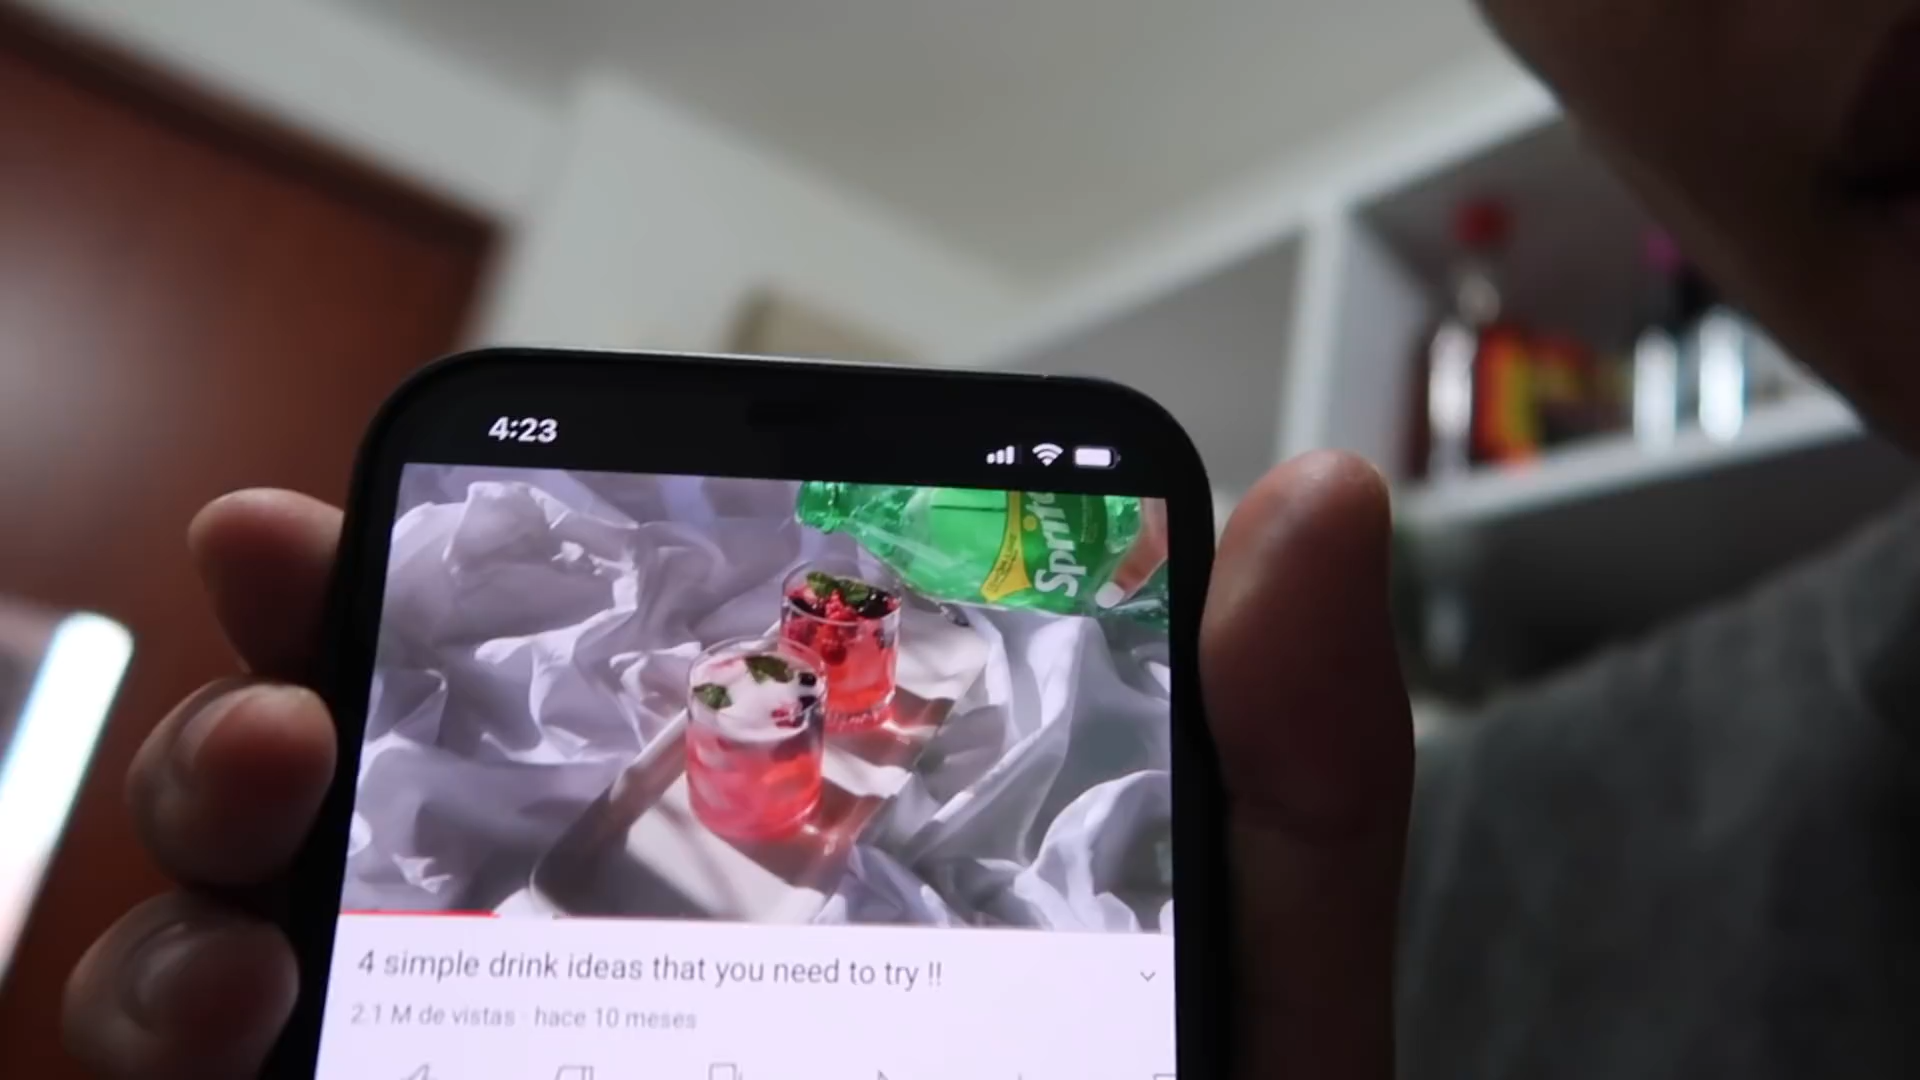 4:23
Sprite
4 simple drink ideas that you need to try !!
2.1 M de vistas · hace 10 meses